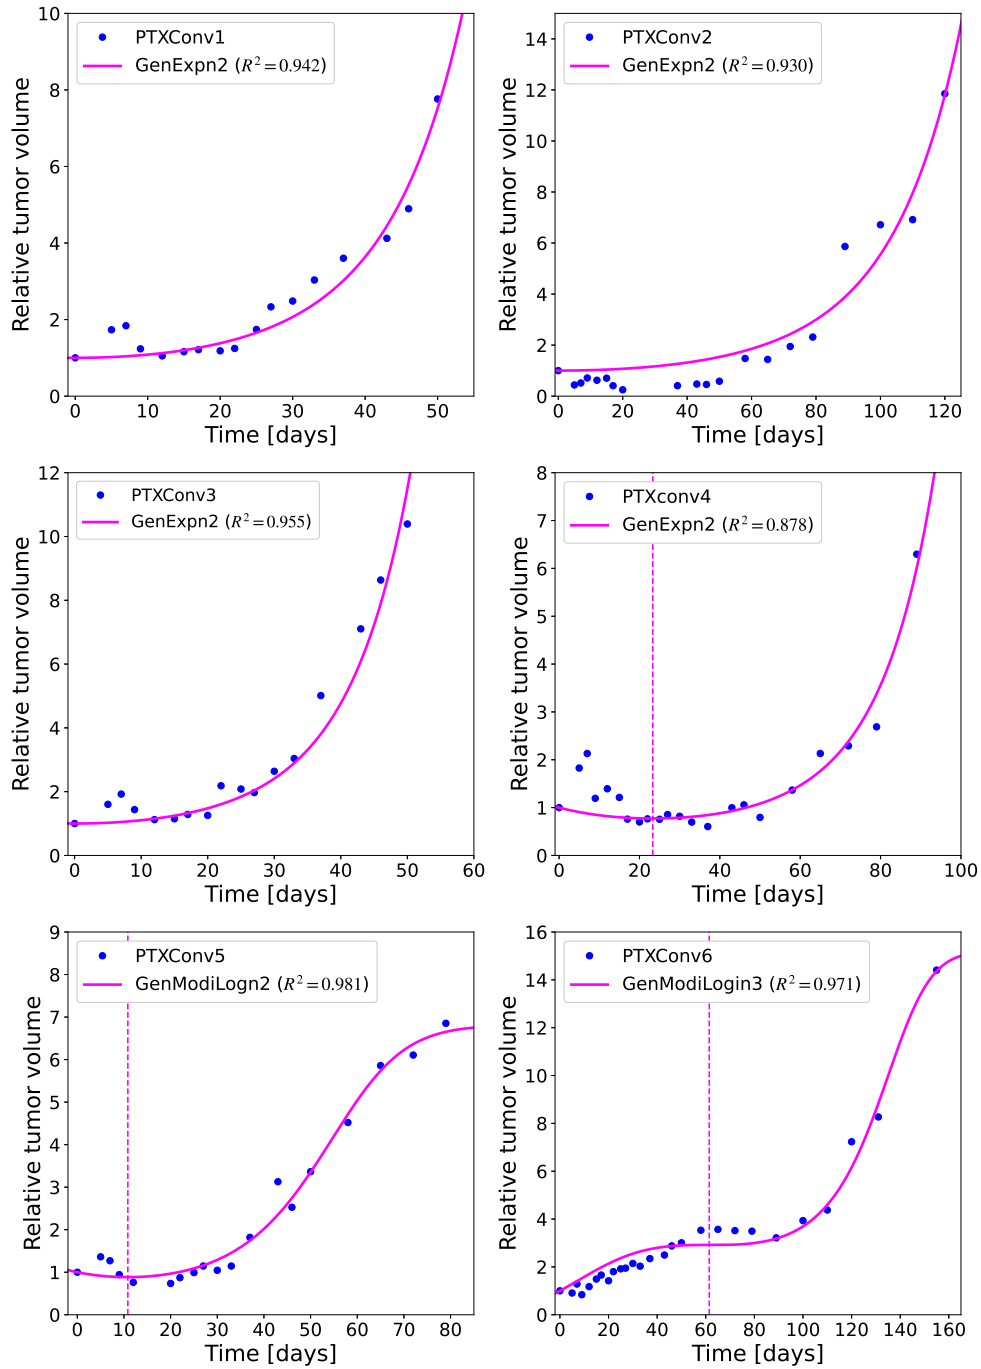 PTXConv1
GenExpn2 (R² = 0.942)
Relative tumor volume
10
8
6
4
2
0
0 10 20 30 40 50
Time [days]
PTXConv2
GenExpn2 (R² = 0.930)
Relative tumor volume
14
12
10
8
6
4
2
0
0 20 40 60 80 100 120
Time [days]
PTXConv3
GenExpn2 (R² = 0.955)
Relative tumor volume
12
10
8
6
4
2
0
0 10 20 30 40 50 60
Time [days]
PTXconv4
GenExpn2 (R² = 0.878)
Relative tumor volume
8
7
6
5
4
3
2
1
0
0 20 40 60 80 100
Time [days]
PTXConv5
GenModiLogn2 (R² = 0.981)
Relative tumor volume
9
8
7
6
5
4
3
2
1
0
0 10 20 30 40 50 60 70 80
Time [days]
PTXConv6
GenModiLogin3 (R² = 0.971)
Relative tumor volume
16
14
12
10
8
6
4
2
0
0 20 40 60 80 100 120 140 160
Time [days]